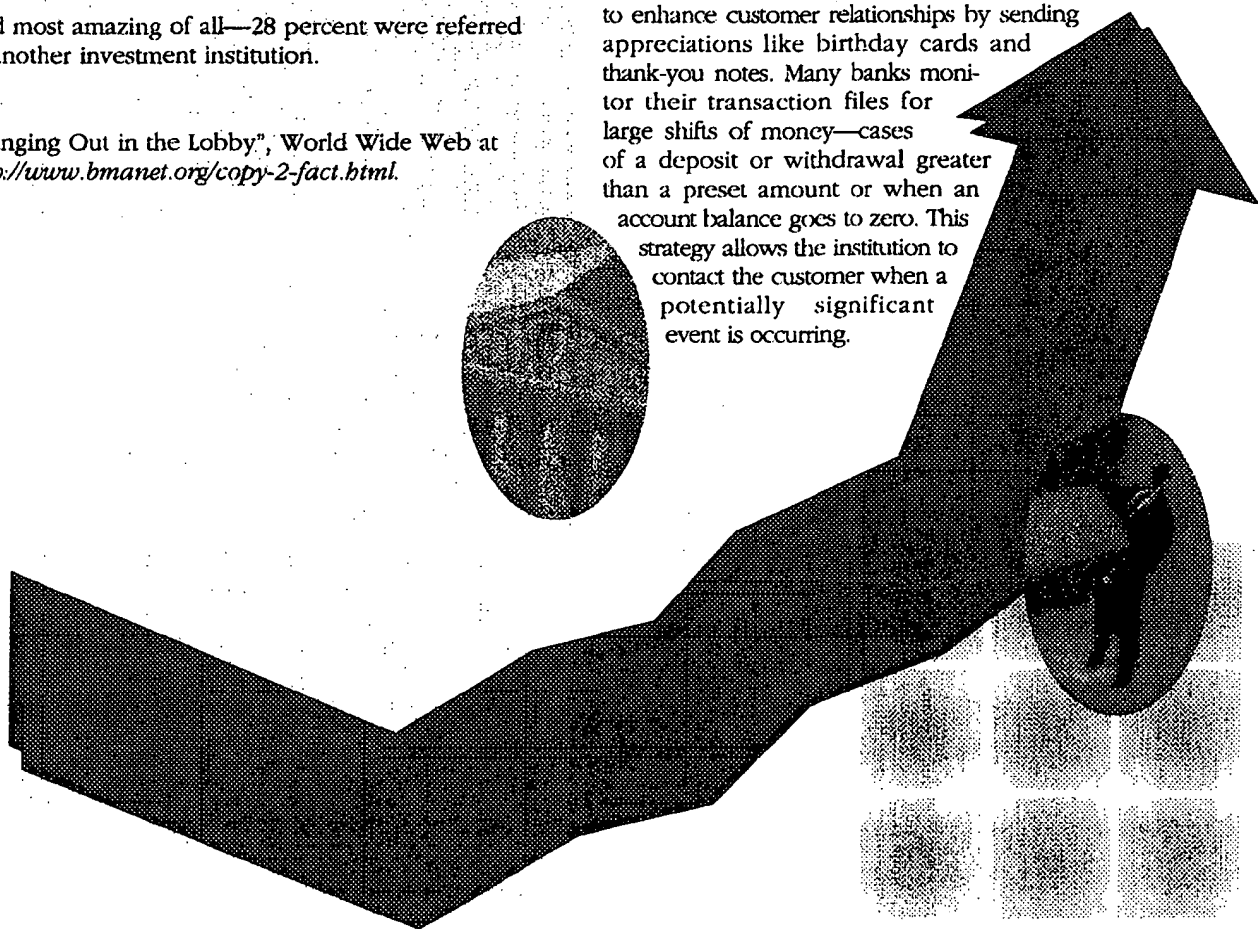 d most amazing of all—28 percent were referred
nother investment institution.
nging Out in the Lobby", World Wide Web at
://www.bmanet.org/copy-2-fact.html.
to enhance customer relationships by sending
appreciations like birthday cards and
thank-you notes. Many banks moni-
tor their transaction files for
large shifts of money—cases
of a deposit or withdrawal greater
than a preset amount or when an
account balance goes to zero. This
strategy allows the institution to
contact the customer when a
potentially significant
event is occurring.